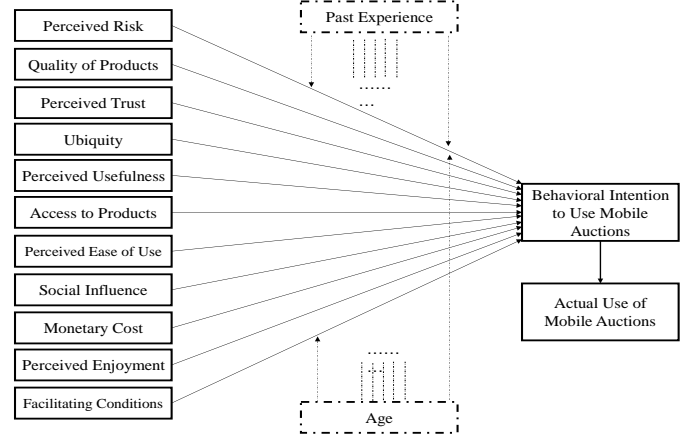 Perceived Risk
Quality of Products
Perceived Trust
Ubiquity
Perceived Usefulness
Access to Products
Perceived Ease of Use
Social Influence
Monetary Cost
Perceived Enjoyment
Facilitating Conditions
Past Experience
Age
Behavioral Intention
to Use Mobile
Auctions
Actual Use of
Mobile Auctions